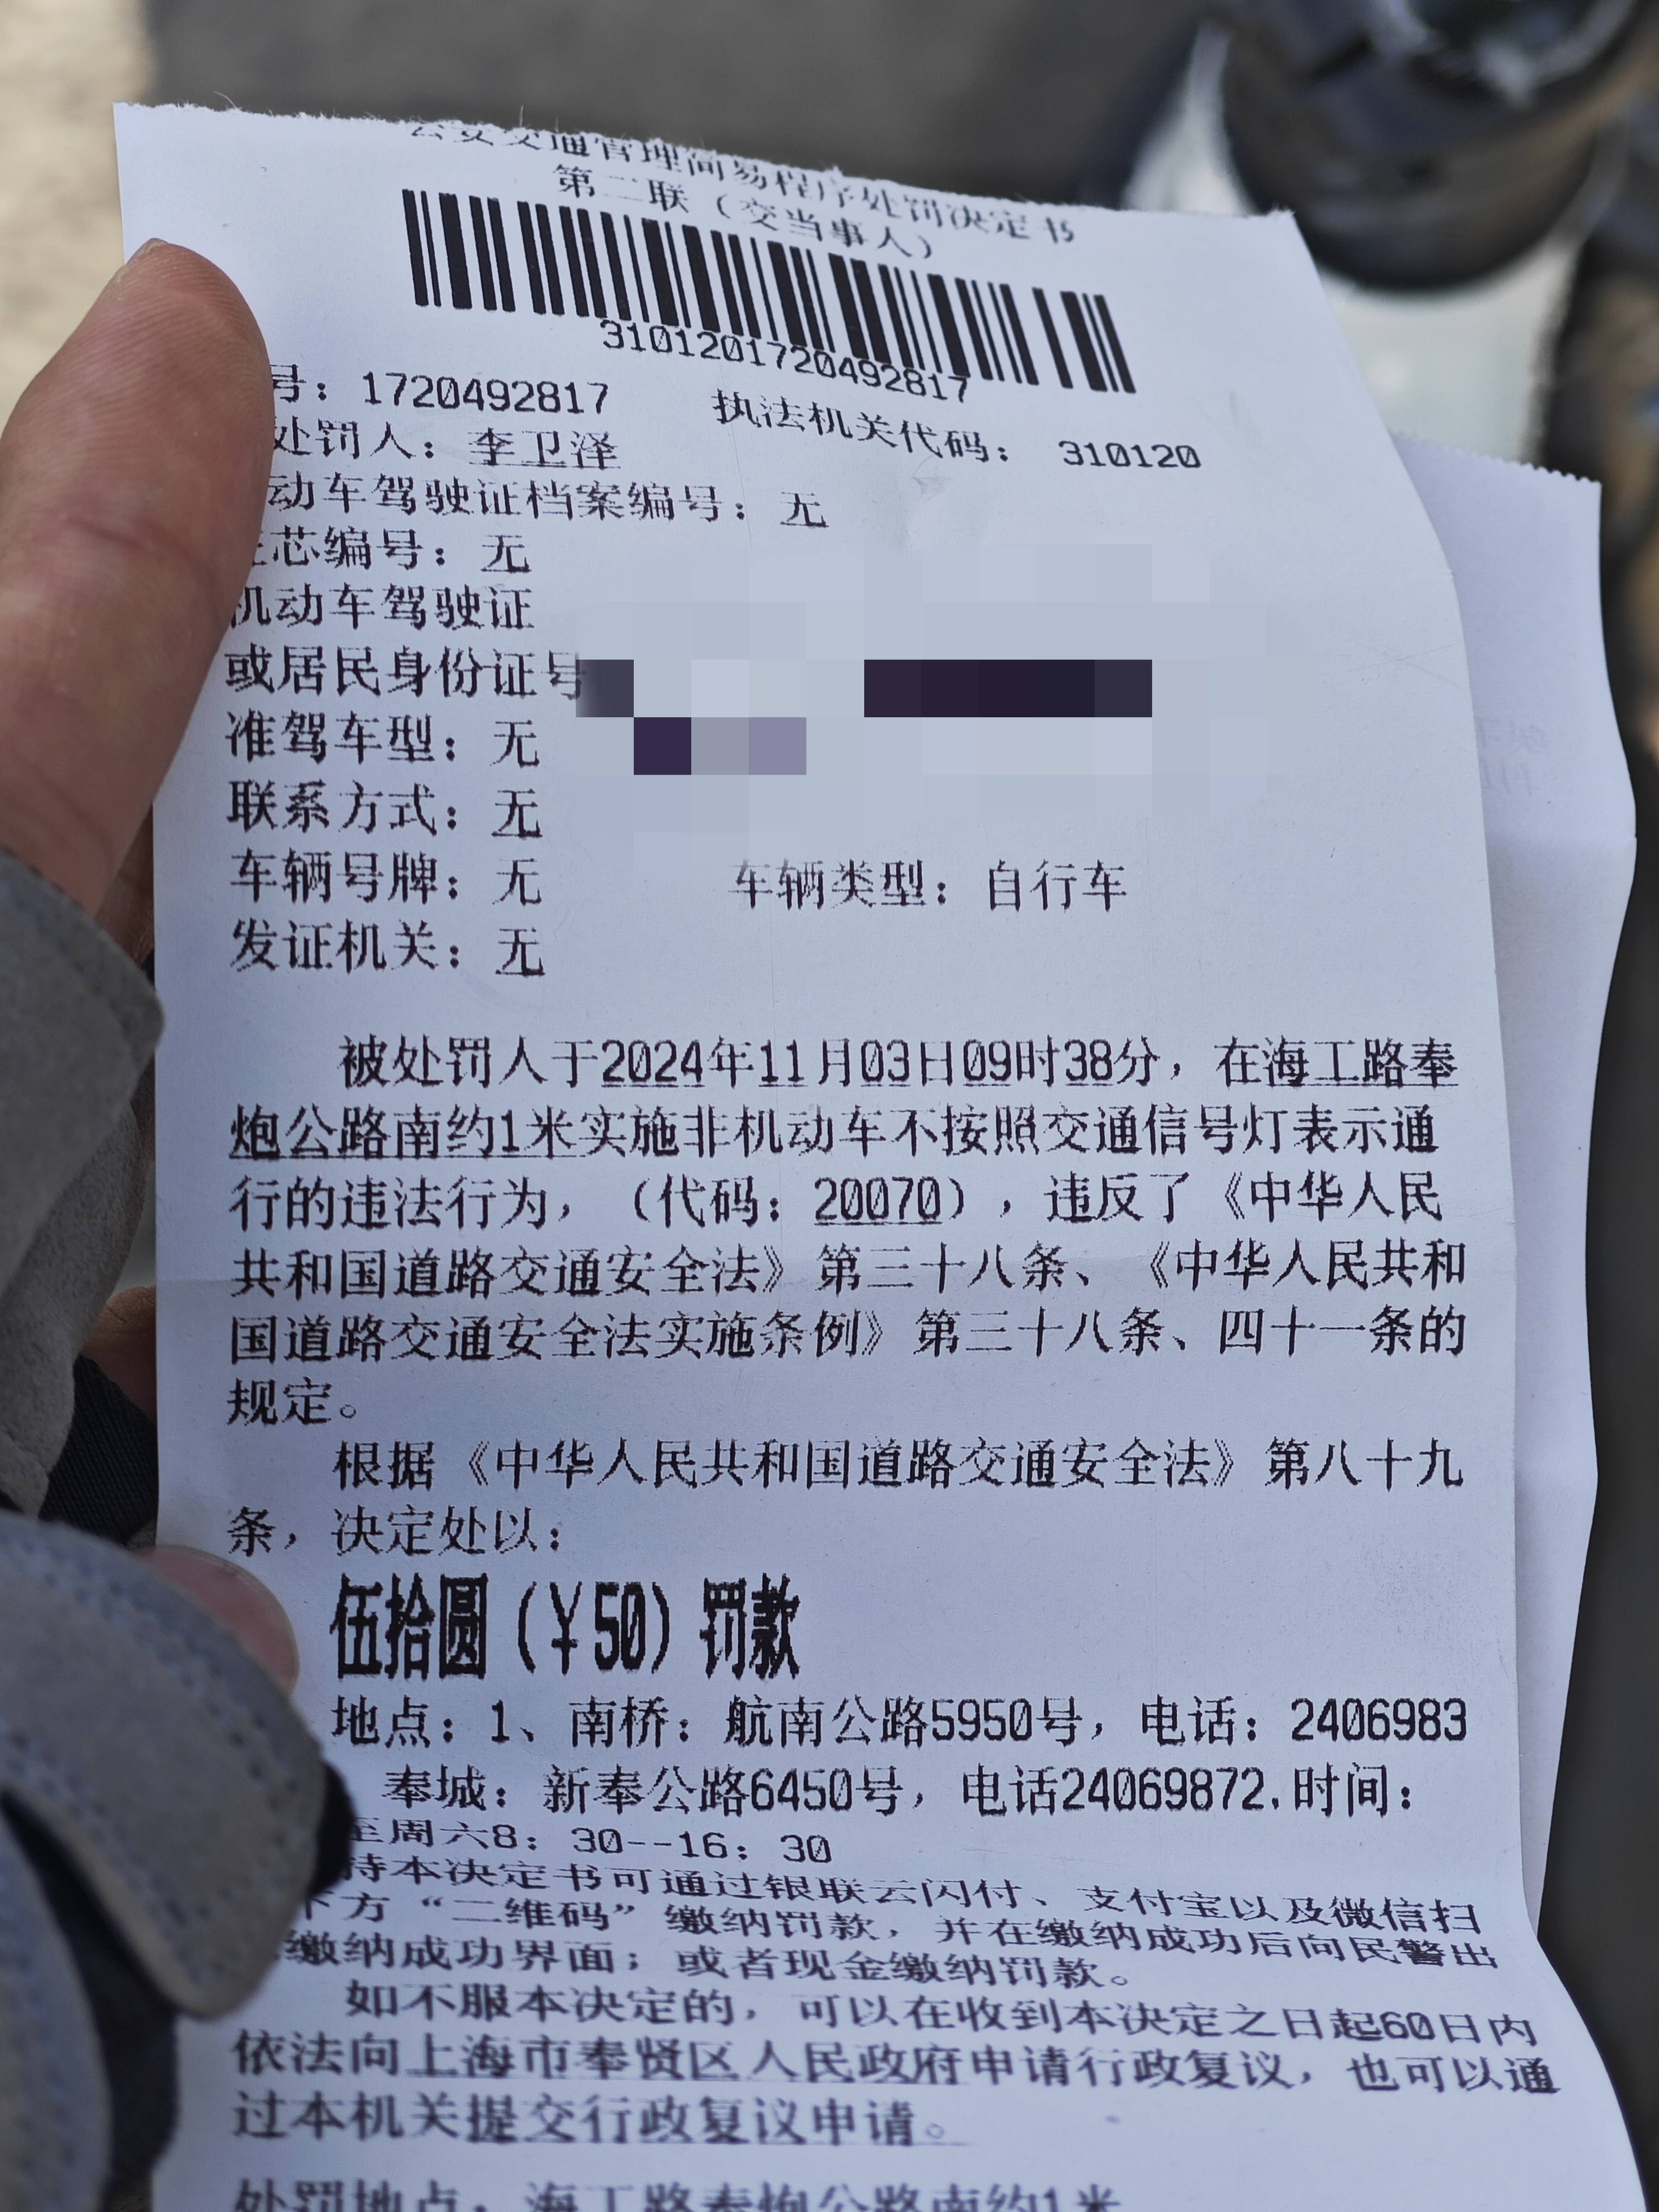 公安交通管理简易程序处罚决定书
第二联（交当事人）
3101201720492817
号：1720492817 执法机关代码：310120
处罚人：李卫泽
动车驾驶证档案编号：无
芯编号：无
机动车驾驶证
或居民身份证号
准驾车型：无
联系方式：无
车辆号牌：无 车辆类型：自行车
发证机关：无
被处罚人于2024年11月03日09时38分，在海工路奉
炮公路南约1米实施非机动车不按照交通信号灯表示通
行的违法行为，（代码：20070），违反了《中华人民
共和国道路交通安全法》第三十八条、《中华人民共和
国道路交通安全法实施条例》第三十八条、四十一条的
规定。
根据《中华人民共和国道路交通安全法》第八十九
条，决定处以：
伍拾圆（￥50）罚款
地点：1、南桥：航南公路5950号，电话：2406983
奉城：新奉公路6450号，电话24069872.时间：
至周六8：30--16：30
持本决定书可通过银联云闪付、支付宝以及微信扫
下方“二维码”缴纳罚款，并在缴纳成功后向民警出
缴纳成功界面；或者现金缴纳罚款。
如不服本决定的，可以在收到本决定之日起60日内
依法向上海市奉贤区人民政府申请行政复议，也可以通
过本机关提交行政复议申请。
处罚地点：海工路奉炮公路南约1米